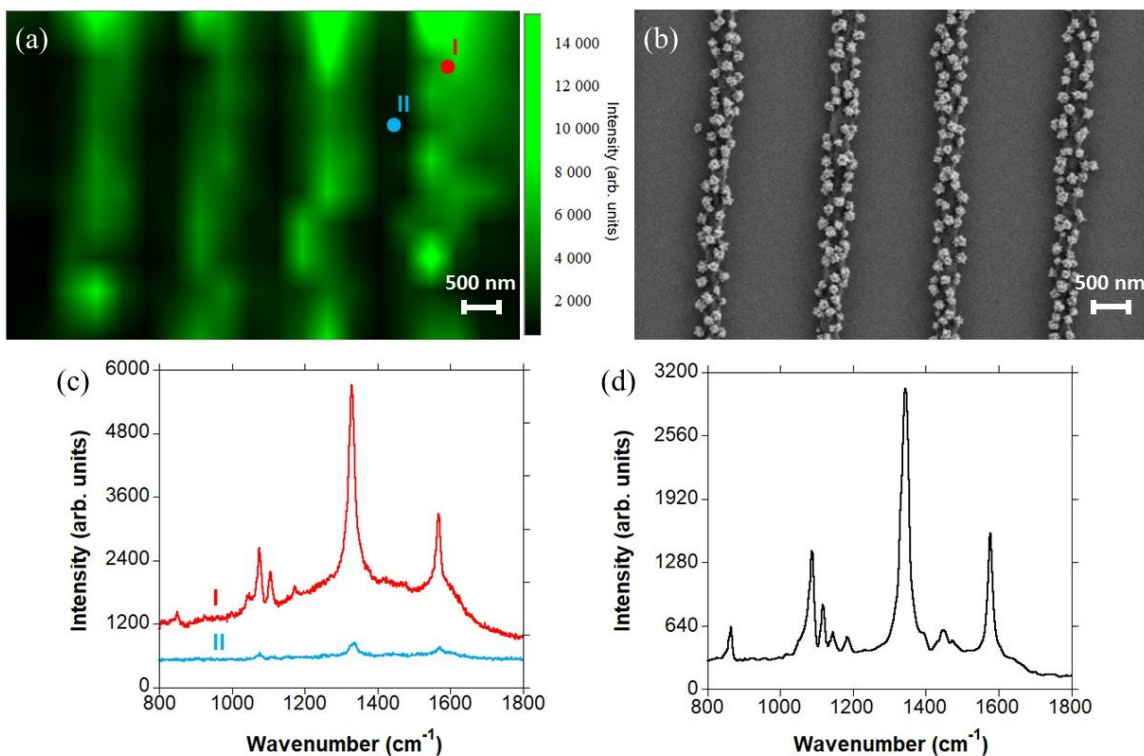 (a)
I
II
500 nm
14 000
12 000
10 000
8 000
6 000
4 000
2 000
Intensity (arb. units)
(b)
500 nm
(c)
6000
4800
3600
2400
1200
0
Intensity (arb. units)
I
II
800 1000 1200 1400 1600 1800
Wavenumber (cm-1)
(d)
3200
2560
1920
1280
640
0
Intensity (arb. units)
800 1000 1200 1400 1600 1800
Wavenumber (cm-1)